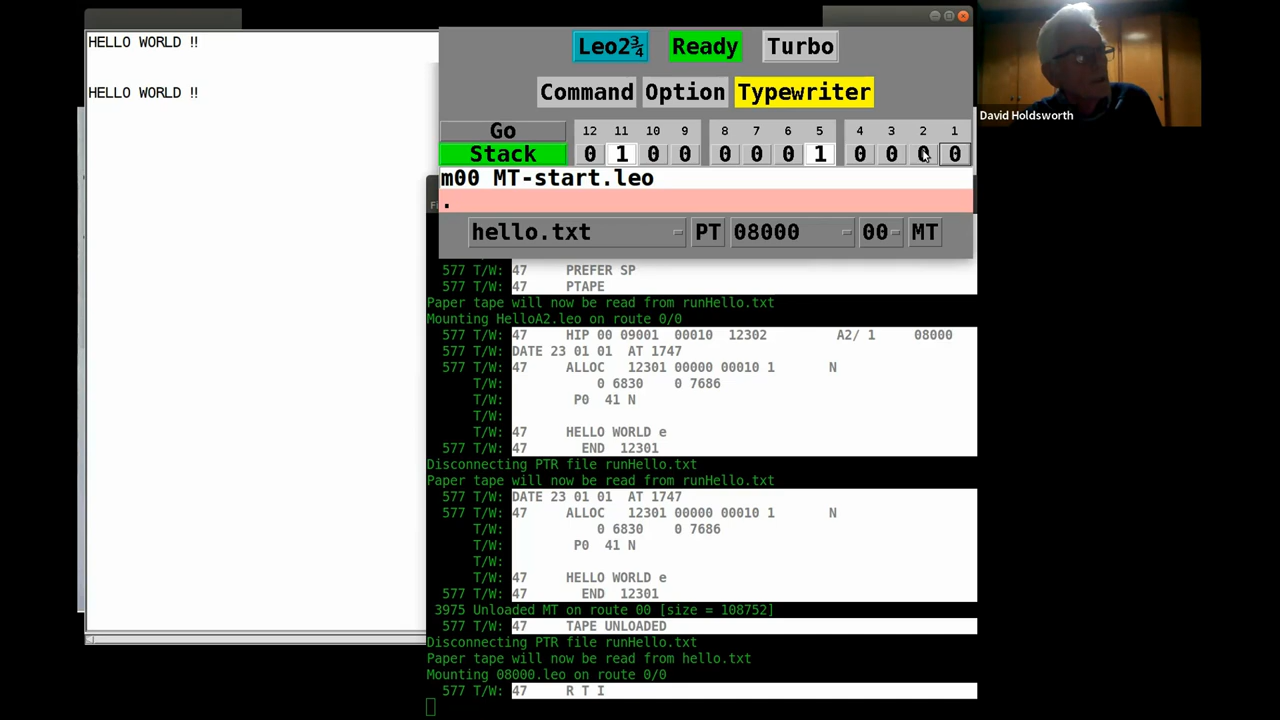 HELLO WORLD !!
HELLO WORLD !!
Leo2¾ Ready Turbo
Command Option Typewriter
Go 12 11 10 9 8 7 6 5 4 3 2 1
Stack 0 1 0 0 0 0 0 1 0 0 0 0
m00 MT-start.leo
.
hello.txt PT 08000 00 MT
David Holdsworth
577 T/W: 47 PREFER SP
577 T/W: 47 PTAPE
Paper tape will now be read from runHello.txt
Mounting HelloA2.leo on route 0/0
577 T/W: 47 HIP 00 09001 00010 12302 A2/ 1 08000
577 T/W: DATE 23 01 01 AT 1747
577 T/W: 47 ALLOC 12301 00000 00010 1 N
T/W: 0 6830 0 7686
T/W: P0 41 N
T/W:
T/W: 47 HELLO WORLD e
577 T/W: 47 END 12301
Disconnecting PTR file runHello.txt
Paper tape will now be read from runHello.txt
577 T/W: DATE 23 01 01 AT 1747
577 T/W: 47 ALLOC 12301 00000 00010 1 N
T/W: 0 6830 0 7686
T/W: P0 41 N
T/W:
T/W: 47 HELLO WORLD e
577 T/W: 47 END 12301
3975 Unloaded MT on route 00 [size = 108752]
577 T/W: 47 TAPE UNLOADED
Disconnecting PTR file runHello.txt
Paper tape will now be read from hello.txt
Mounting 08000.leo on route 0/0
577 T/W: 47 R T I